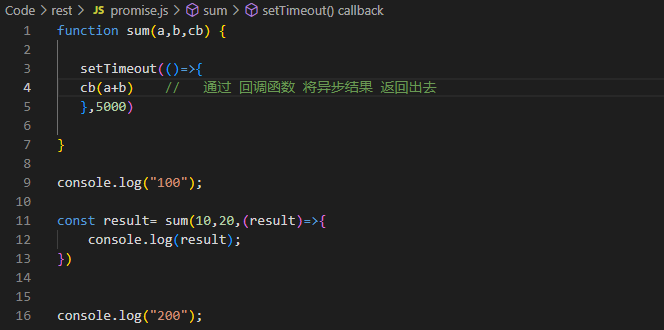 Code > rest > JS promise.js > sum > setTimeout() callback
1 function sum(a,b,cb) {
2
3 setTimeout(()=>{
4 cb(a+b) // 通过 回调函数 将异步结果 返回出去
5 },5000)
6
7 }
8
9 console.log("100");
10
11 const result= sum(10,20,(result)=>{
12 console.log(result);
13 })
14
15
16 console.log("200");